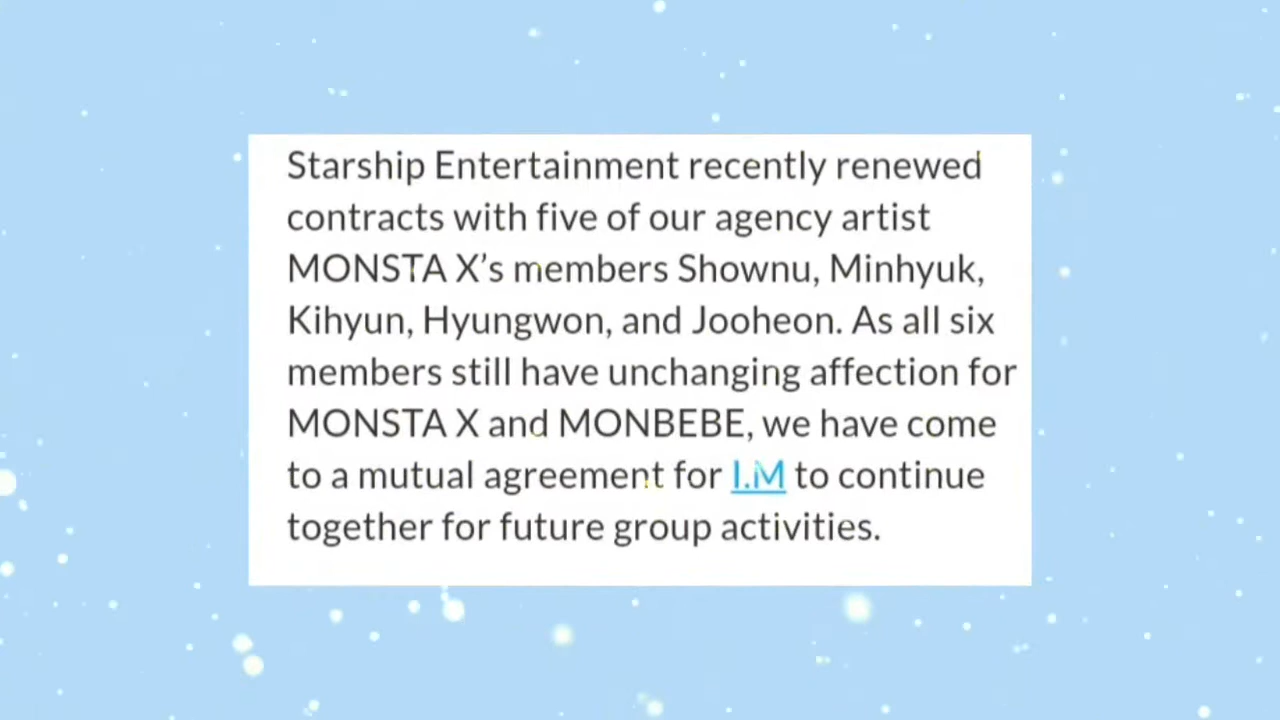 Starship Entertainment recently renewed
contracts with five of our agency artist
MONSTA X’s members Shownu, Minhyuk,
Kihyun, Hyungwon, and Jooheon. As all six
members still have unchanging affection for
MONSTA X and MONBEBE, we have come
to a mutual agreement for I.M to continue
together for future group activities.